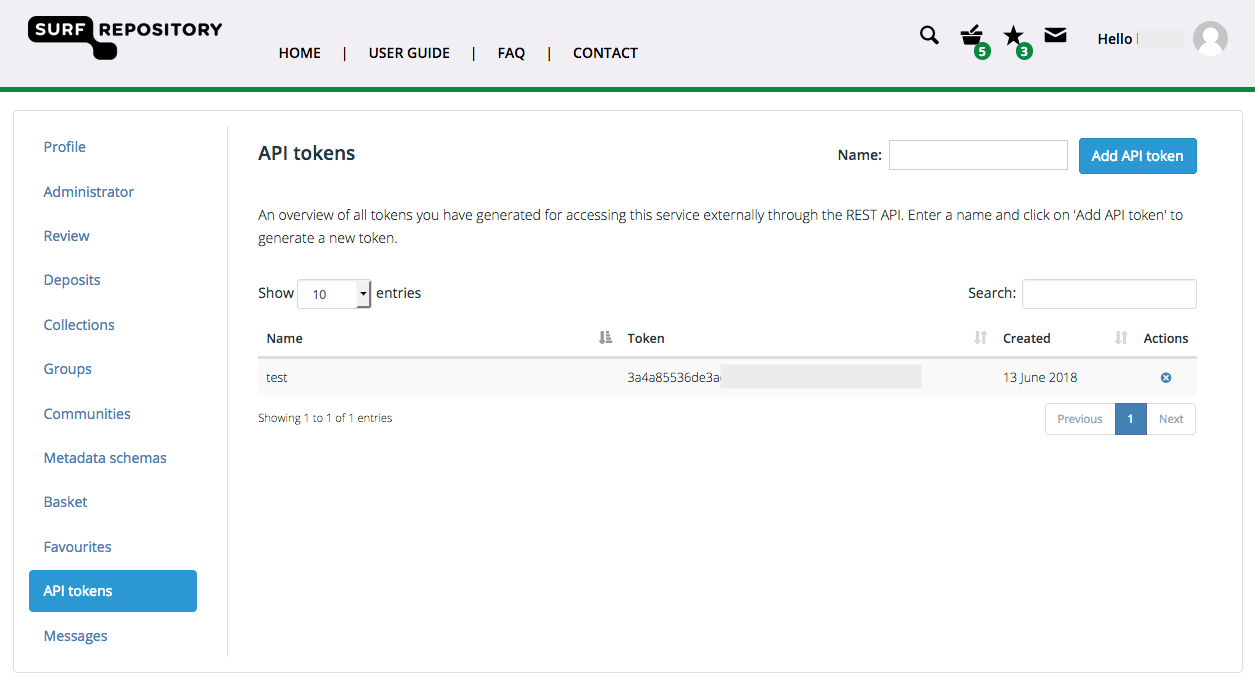 SURF REPOSITORY
HOME | USER GUIDE | FAQ | CONTACT
5
3
Hello
Profile
Administrator
Review
Deposits
Collections
Groups
Communities
Metadata schemas
Basket
Favourites
API tokens
Messages
API tokens
Name:
Add API token
An overview of all tokens you have generated for accessing this service externally through the REST API. Enter a name and click on 'Add API token' to
generate a new token.
Show 10 entries
Search:
Name Token Created Actions
test 3a4a85536de3a 13 June 2018
Showing 1 to 1 of 1 entries
Previous 1 Next